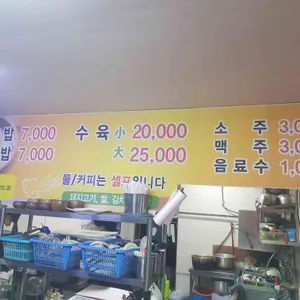 밥 7,000 수육 小 20,000 소주 3,0
밥 7,000 大 25,000 맥주 3,0
음료수 1,0
물/커피는 셀프입니다
돼지고기, 쌀, 김치